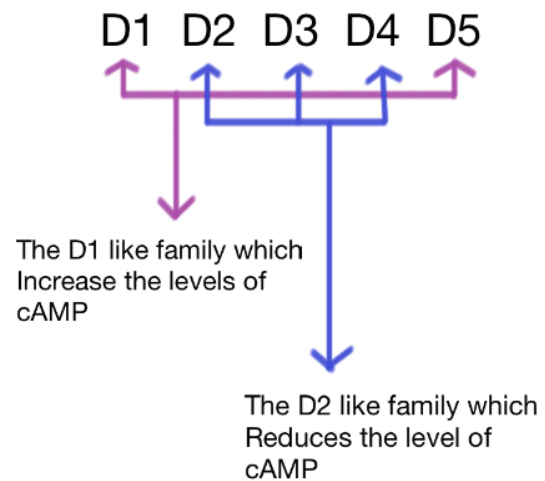 D1 D2 D3 D4 D5
The D1 like family which
Increase the levels of
cAMP
The D2 like family which
Reduces the level of
cAMP